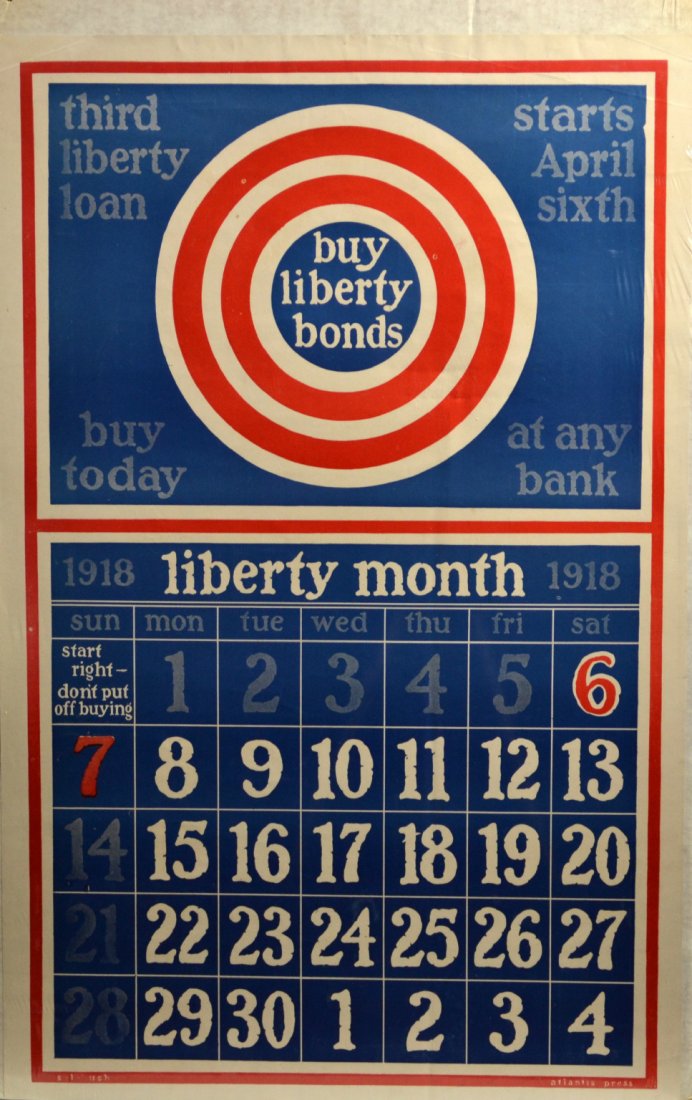 third
liberty
loan
starts
April
sixth
buy
liberty
bonds
buy
today
at any
bank
1918 liberty month 1918
sun mon tue wed thu fri sat
start
right—
don't put
off buying
1 2 3 4 5 6
7 8 9 10 11 12 13
14 15 16 17 18 19 20
21 22 23 24 25 26 27
28 29 30 1 2 3 4
atlantis press